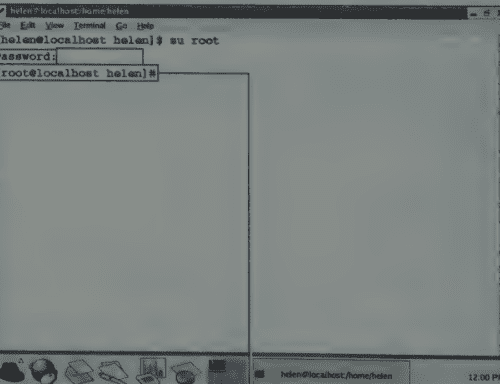 helen@localhost:/home/helen
File Edit View Terminal Go Help
[helen@localhost helen]$ su root
Password:
[root@localhost helen]#
helen@localhost:/home/helen
12:00 P